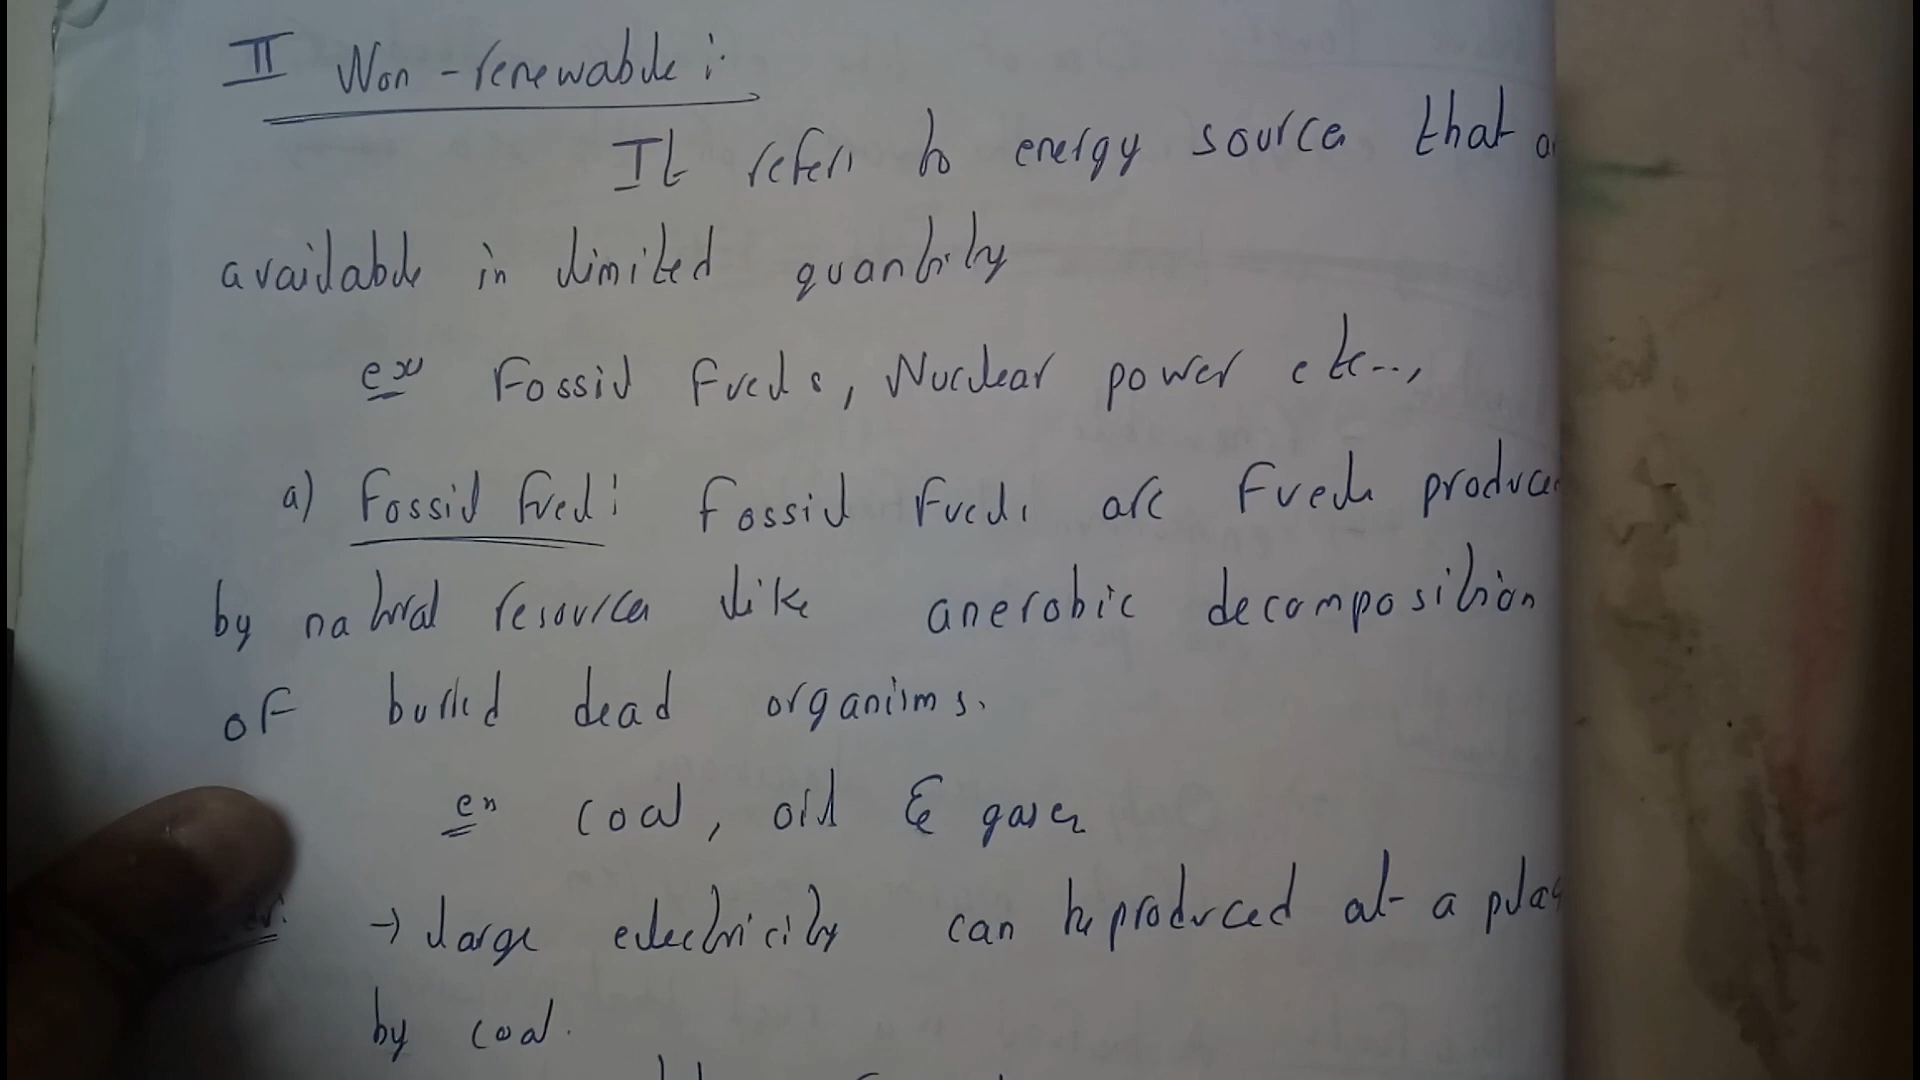 II Non-renewable :
It refers to energy source that
available in limited quantity
ex Fossil Fuels, Nuclear power etc..,
a) Fossil Fuel: Fossil Fuels are Fuels produce
by natural resources like anerobic decomposition
of buried dead organisms.
ex coal, oil & gases
→ large electricity can be produced at a plac
by coal.